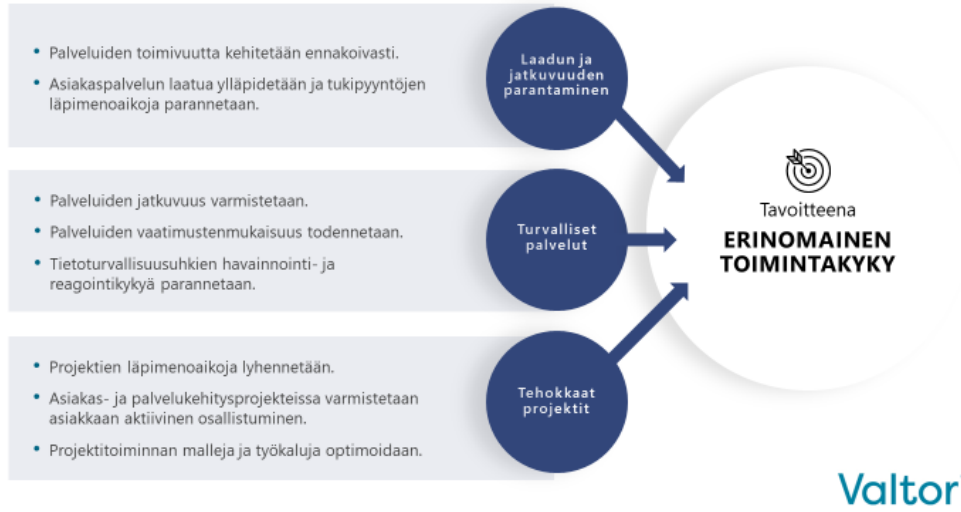 • Palveluiden toimivuutta kehitetään ennakoivasti.
• Asiakaspalvelun laatua ylläpidetään ja tukipyyntöjen
läpimenoaikoja parannetaan.
Laadun ja
jatkuvuuden
parantaminen
• Palveluiden jatkuvuus varmistetaan.
• Palveluiden vaatimustenmukaisuus todennetaan.
• Tietoturvallisuusuhkien havainnointi- ja
reagointikykyä parannetaan.
Turvalliset
palvelut
• Projektien läpimenoaikoja lyhennetään.
• Asiakas- ja palvelukehitysprojekteissa varmistetaan
asiakkaan aktiivinen osallistuminen.
• Projektitoiminnan malleja ja työkaluja optimoidaan.
Tehokkaat
projektit
Tavoitteena
ERINOMAINEN
TOIMINTAKYKY
Valtori